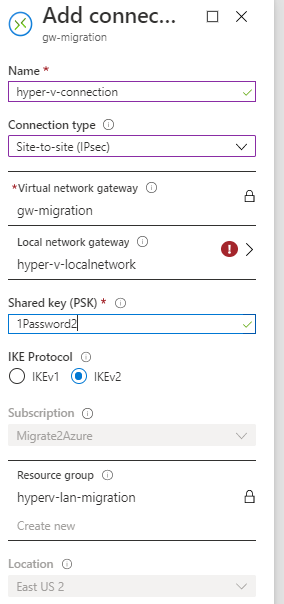 Add connec...
gw-migration
Name *
hyper-v-connection
Connection type
Site-to-site (IPsec)
*Virtual network gateway
gw-migration
Local network gateway
hyper-v-localnetwork
Shared key (PSK) *
1Password2
IKE Protocol
IKEv1 IKEv2
Subscription
Migrate2Azure
Resource group
hyperv-lan-migration
Create new
Location
East US 2